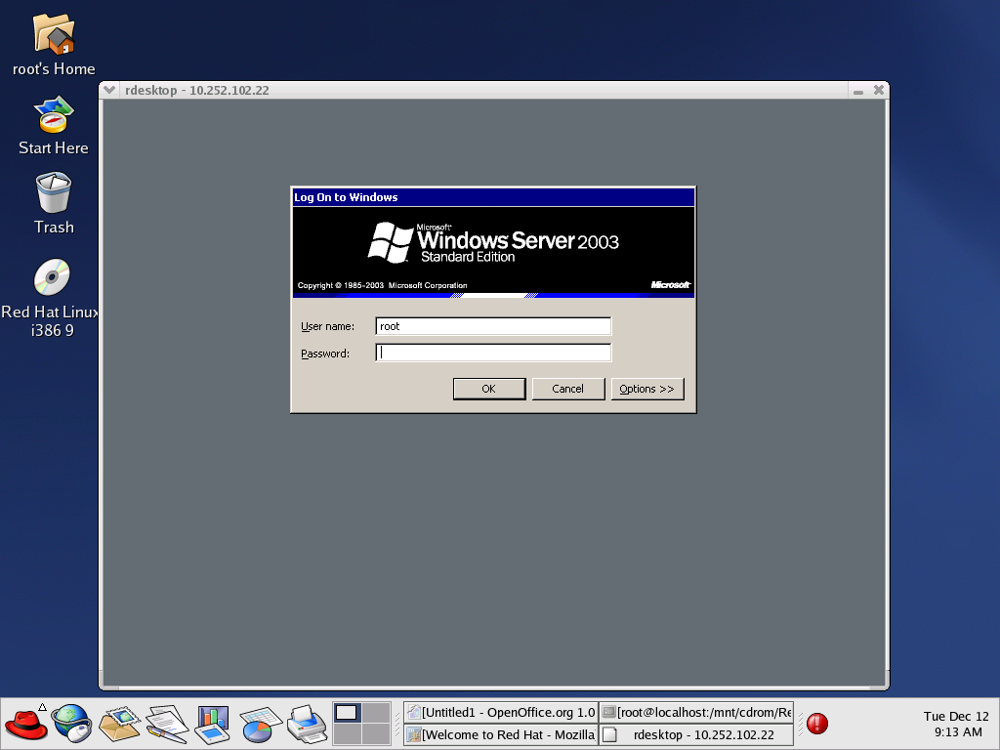 root's Home
Start Here
Trash
Red Hat Linux
i386 9
rdesktop - 10.252.102.22
Log On to Windows
Microsoft
Windows Server 2003
Standard Edition
Copyright © 1985-2003 Microsoft Corporation
Microsoft
User name: root
Password:
OK Cancel Options >>
[Untitled1 - OpenOffice.org 1.0
[root@localhost:/mnt/cdrom/Re
[Welcome to Red Hat - Mozilla
rdesktop - 10.252.102.22
Tue Dec 12
9:13 AM